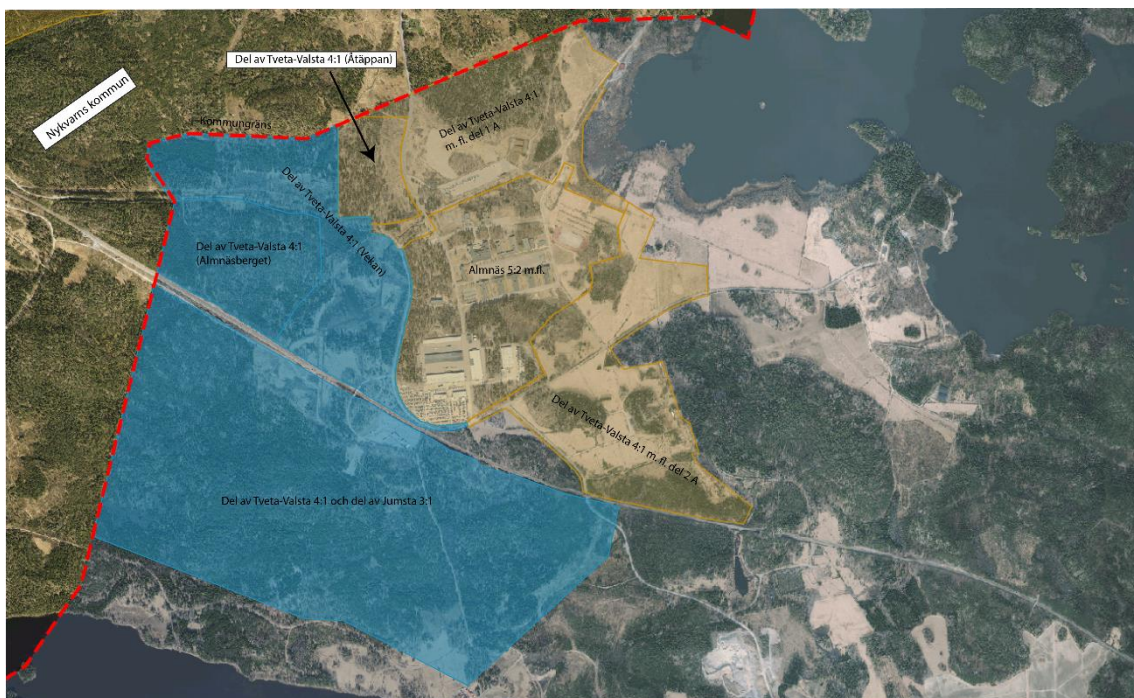 Del av Tveta-Valsta 4:1 (Åtäppan)
Nykvarns kommun
Kommungräns
Del av Tveta-Valsta 4:1
m. fl. del 1 A
Del av Tveta-Valsta 4:1 (Vekan)
Del av Tveta-Valsta 4:1
(Almnäsberget)
Almnäs 5:2 m.fl.
Del av Tveta-Valsta 4:1 m. fl. del 2 A
Del av Tveta-Valsta 4:1 och del av Jumsta 3:1